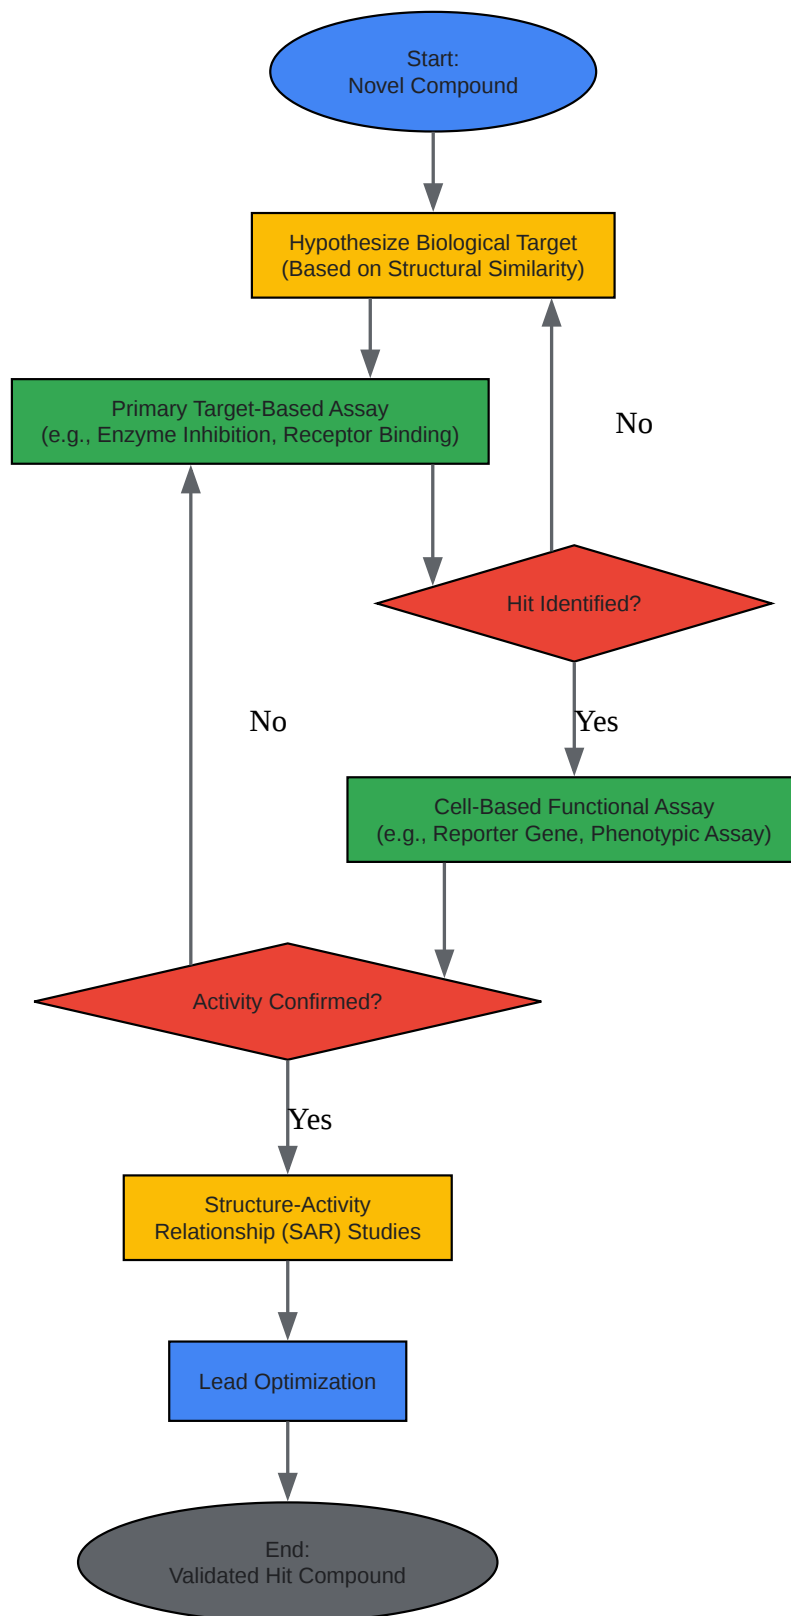 Start:
Novel Compound
Hypothesize Biological Target
(Based on Structural Similarity)
Primary Target-Based Assay
(e.g., Enzyme Inhibition, Receptor Binding)
No
Hit Identified?
No
Yes
Cell-Based Functional Assay
(e.g., Reporter Gene, Phenotypic Assay)
Activity Confirmed?
Yes
Structure-Activity
Relationship (SAR) Studies
Lead Optimization
End:
Validated Hit Compound